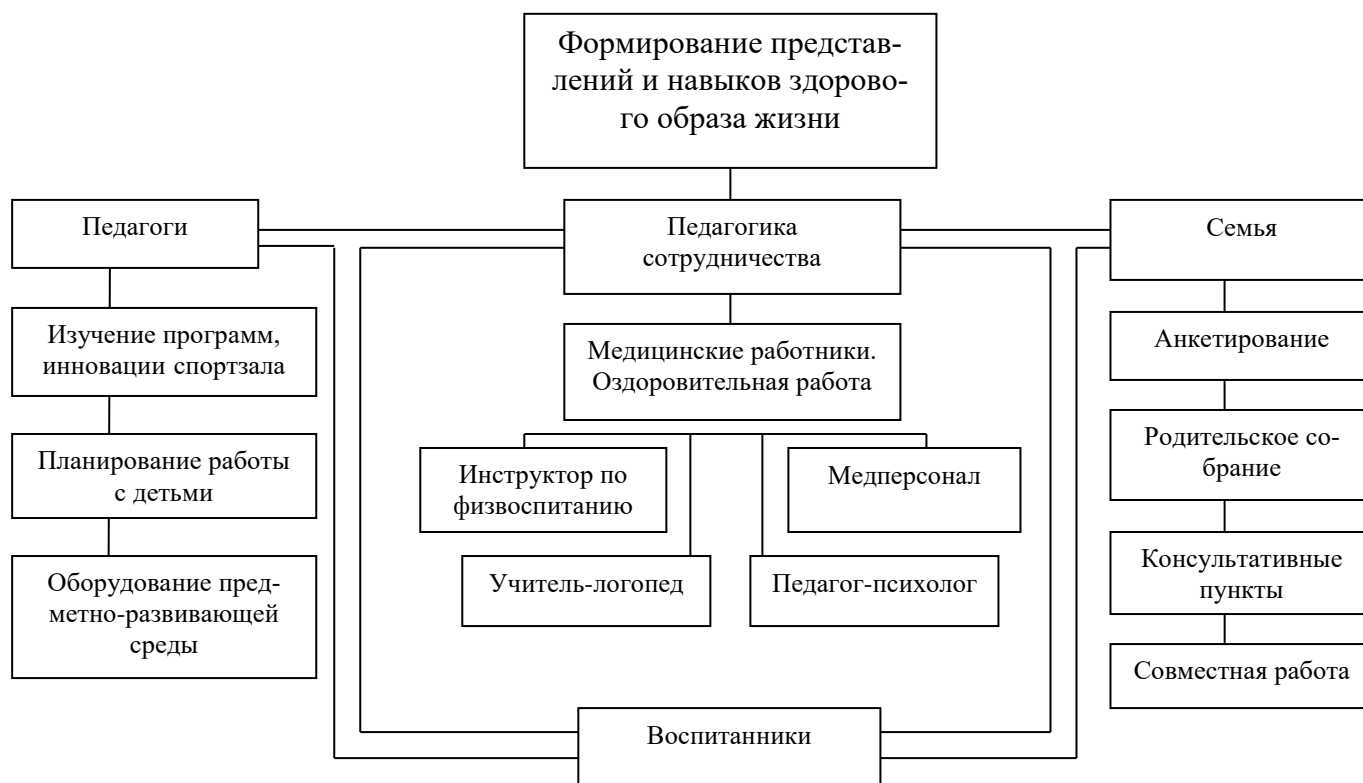 Формирование представ-
лений и навыков здорово-
го образа жизни
Педагоги
Педагогика
сотрудничества
Семья
Изучение программ,
инновации спортзала
Медицинские работники.
Оздоровительная работа
Анкетирование
Планирование работы
с детьми
Инструктор по
физвоспитанию
Медперсонал
Родительское со-
брание
Оборудование пред-
метно-развивающей
среды
Учитель-логопед
Педагог-психолог
Консультативные
пункты
Совместная работа
Воспитанники